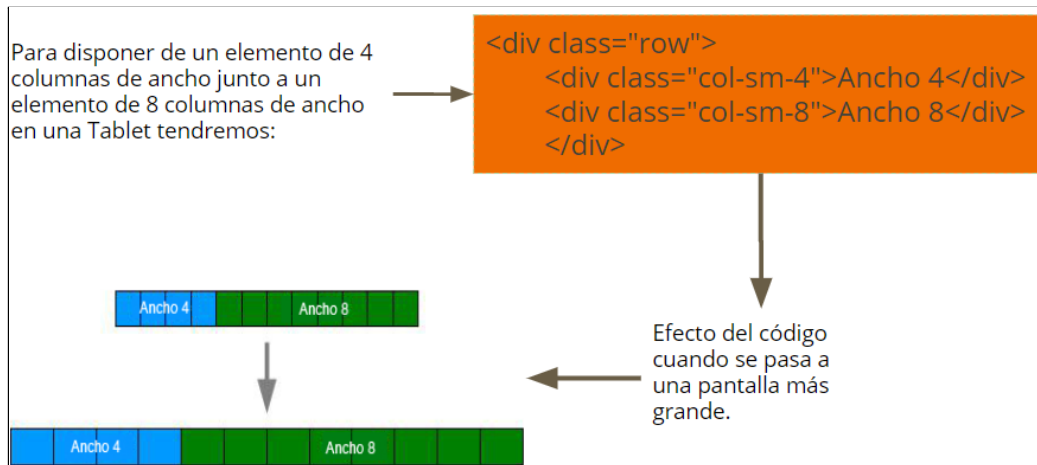 Para disponer de un elemento de 4
columnas de ancho junto a un
elemento de 8 columnas de ancho
en una Tablet tendremos:
<div class="row">
<div class="col-sm-4">Ancho 4</div>
<div class="col-sm-8">Ancho 8</div>
</div>
Ancho 4 Ancho 8
Efecto del código
cuando se pasa a
una pantalla más
grande.
Ancho 4 Ancho 8